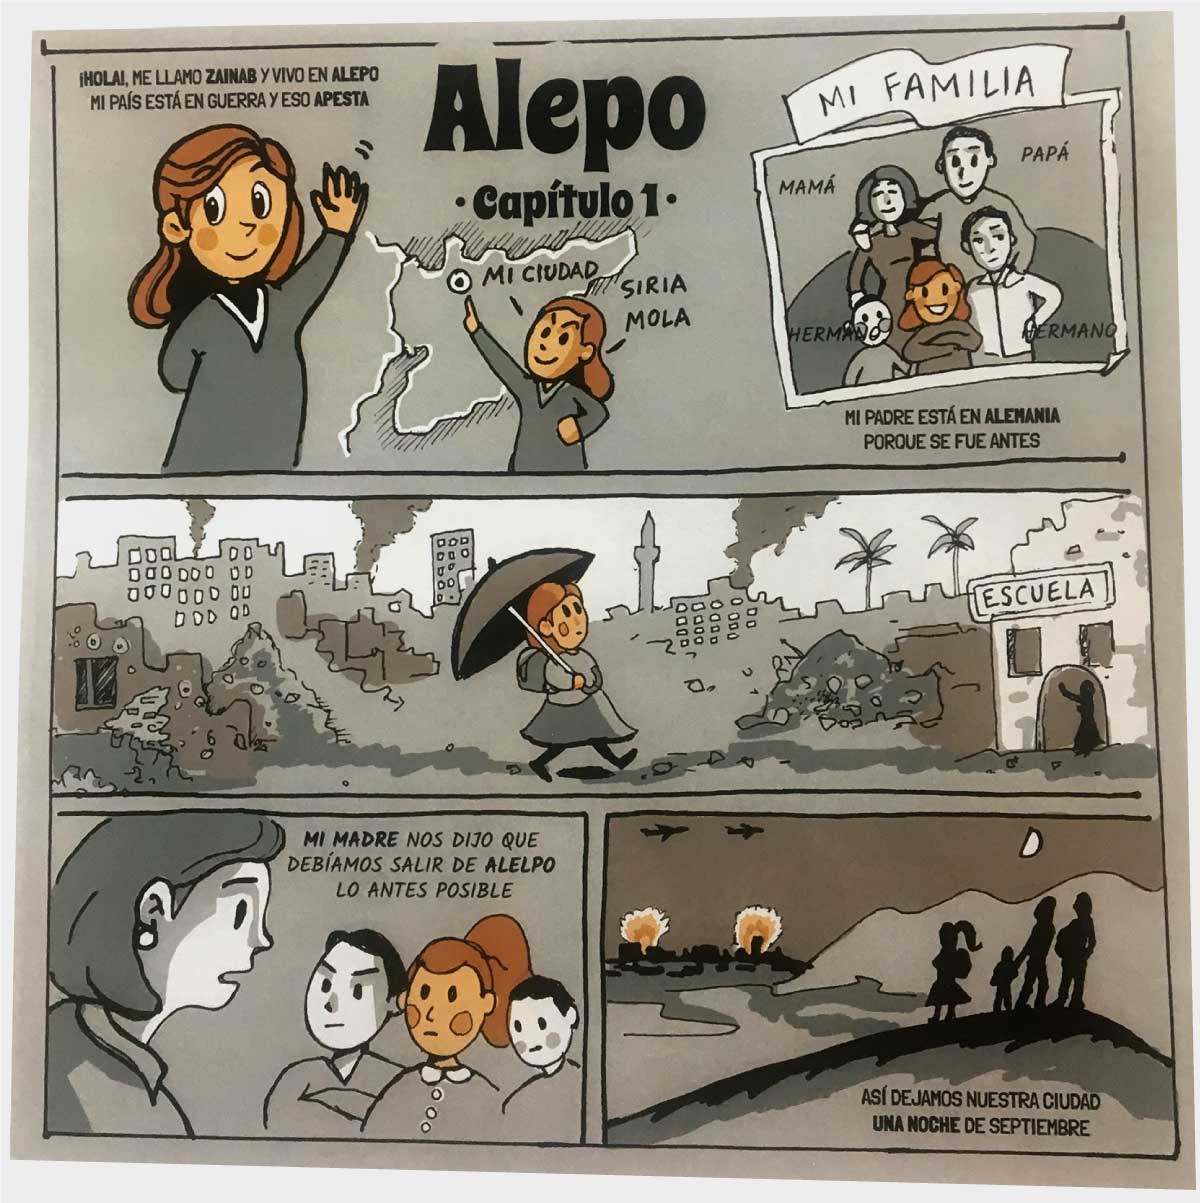 ¡HOLA!, ME LLAMO ZAINAB Y VIVO EN ALEPO
MI PAÍS ESTÁ EN GUERRA Y ESO APESTA
Alepo
· Capítulo 1 ·
MI CIUDAD
SIRIA
MOLA
MI FAMILIA
MAMÁ
PAPÁ
HERMANO
HERMANO
MI PADRE ESTÁ EN ALEMANIA
PORQUE SE FUE ANTES
ESCUELA
MI MADRE NOS DIJO QUE
DEBÍAMOS SALIR DE ALELPO
LO ANTES POSIBLE
ASÍ DEJAMOS NUESTRA CIUDAD
UNA NOCHE DE SEPTIEMBRE